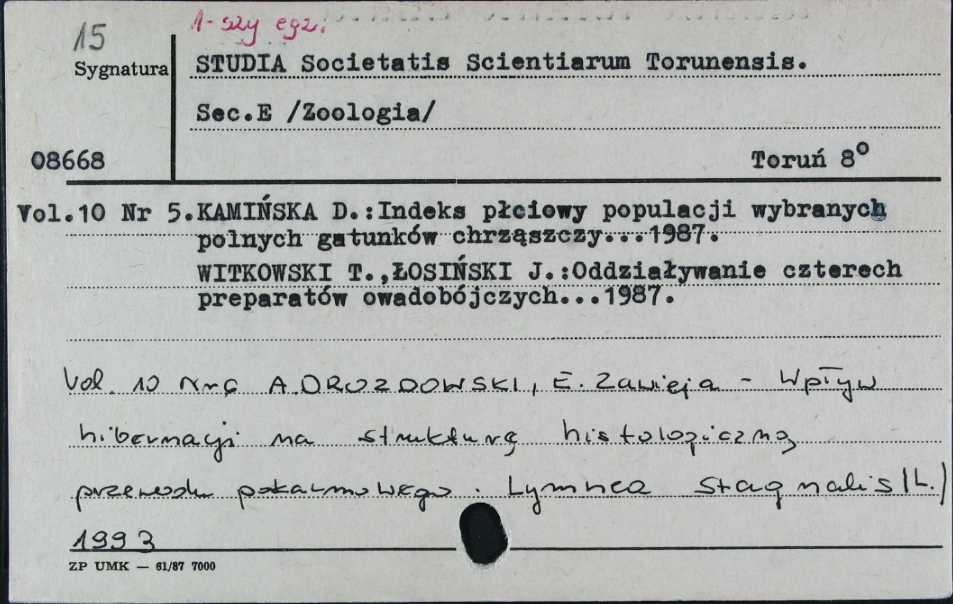 15
1-szy egz.
Sygnatura
STUDIA Societatis Scientiarum Torunensis.
Sec.E /Zoologia/
08668
Toruń 8°
Vol.10 Nr 5.KAMIŃSKA D.:Indeks płciowy populacji wybranych
polnych gatunków chrząszczy...1987.
WITKOWSKI T.,ŁOSIŃSKI J.:Oddziaływanie czterech
preparatów owadobójczych...1987.
Vol. 10 Nr 6 A. DROZDOWSKI, E. Zawieja - Wpływ
hibernacji na strukturę histologiczną
przewodu pokarmowego. Lymnea stagnalis (L.)
1993
ZP UMK — 61/87 7000